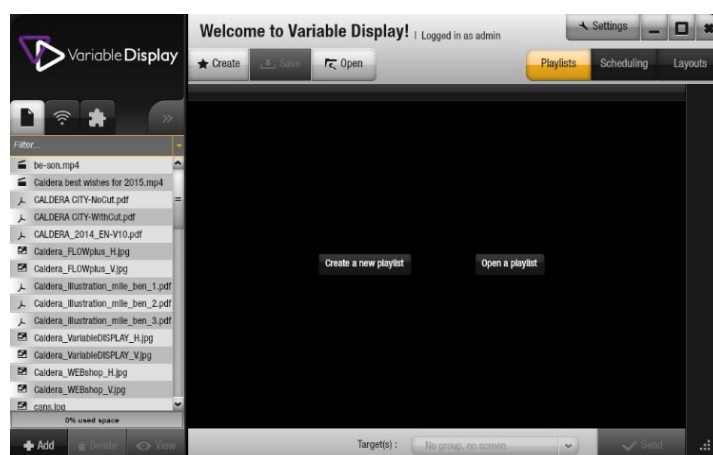 Welcome to Variable Display! | Logged in as admin
Settings
VariableDisplay
Create
Save
Open
Playlists
Scheduling
Layouts
Filter...
be-son.mp4
Caldera best wishes for 2015.mp4
CALDERA CITY-NoCut.pdf
CALDERA CITY-WithCut.pdf
CALDERA_2014_EN-V10.pdf
Caldera_FLOWplus_H.jpg
Caldera_FLOWplus_V.jpg
Caldera_Illustration_mile_ben_1.pdf
Caldera_Illustration_mile_ben_2.pdf
Caldera_Illustration_mile_ben_3.pdf
Caldera_VariableDISPLAY_H.jpg
Caldera_VariableDISPLAY_V.jpg
Caldera_WEBshop_H.jpg
Caldera_WEBshop_V.jpg
cans.jpg
Create a new playlist
Open a playlist
0% used space
Add
Delete
View
Target(s) :
No group, no screen
Send